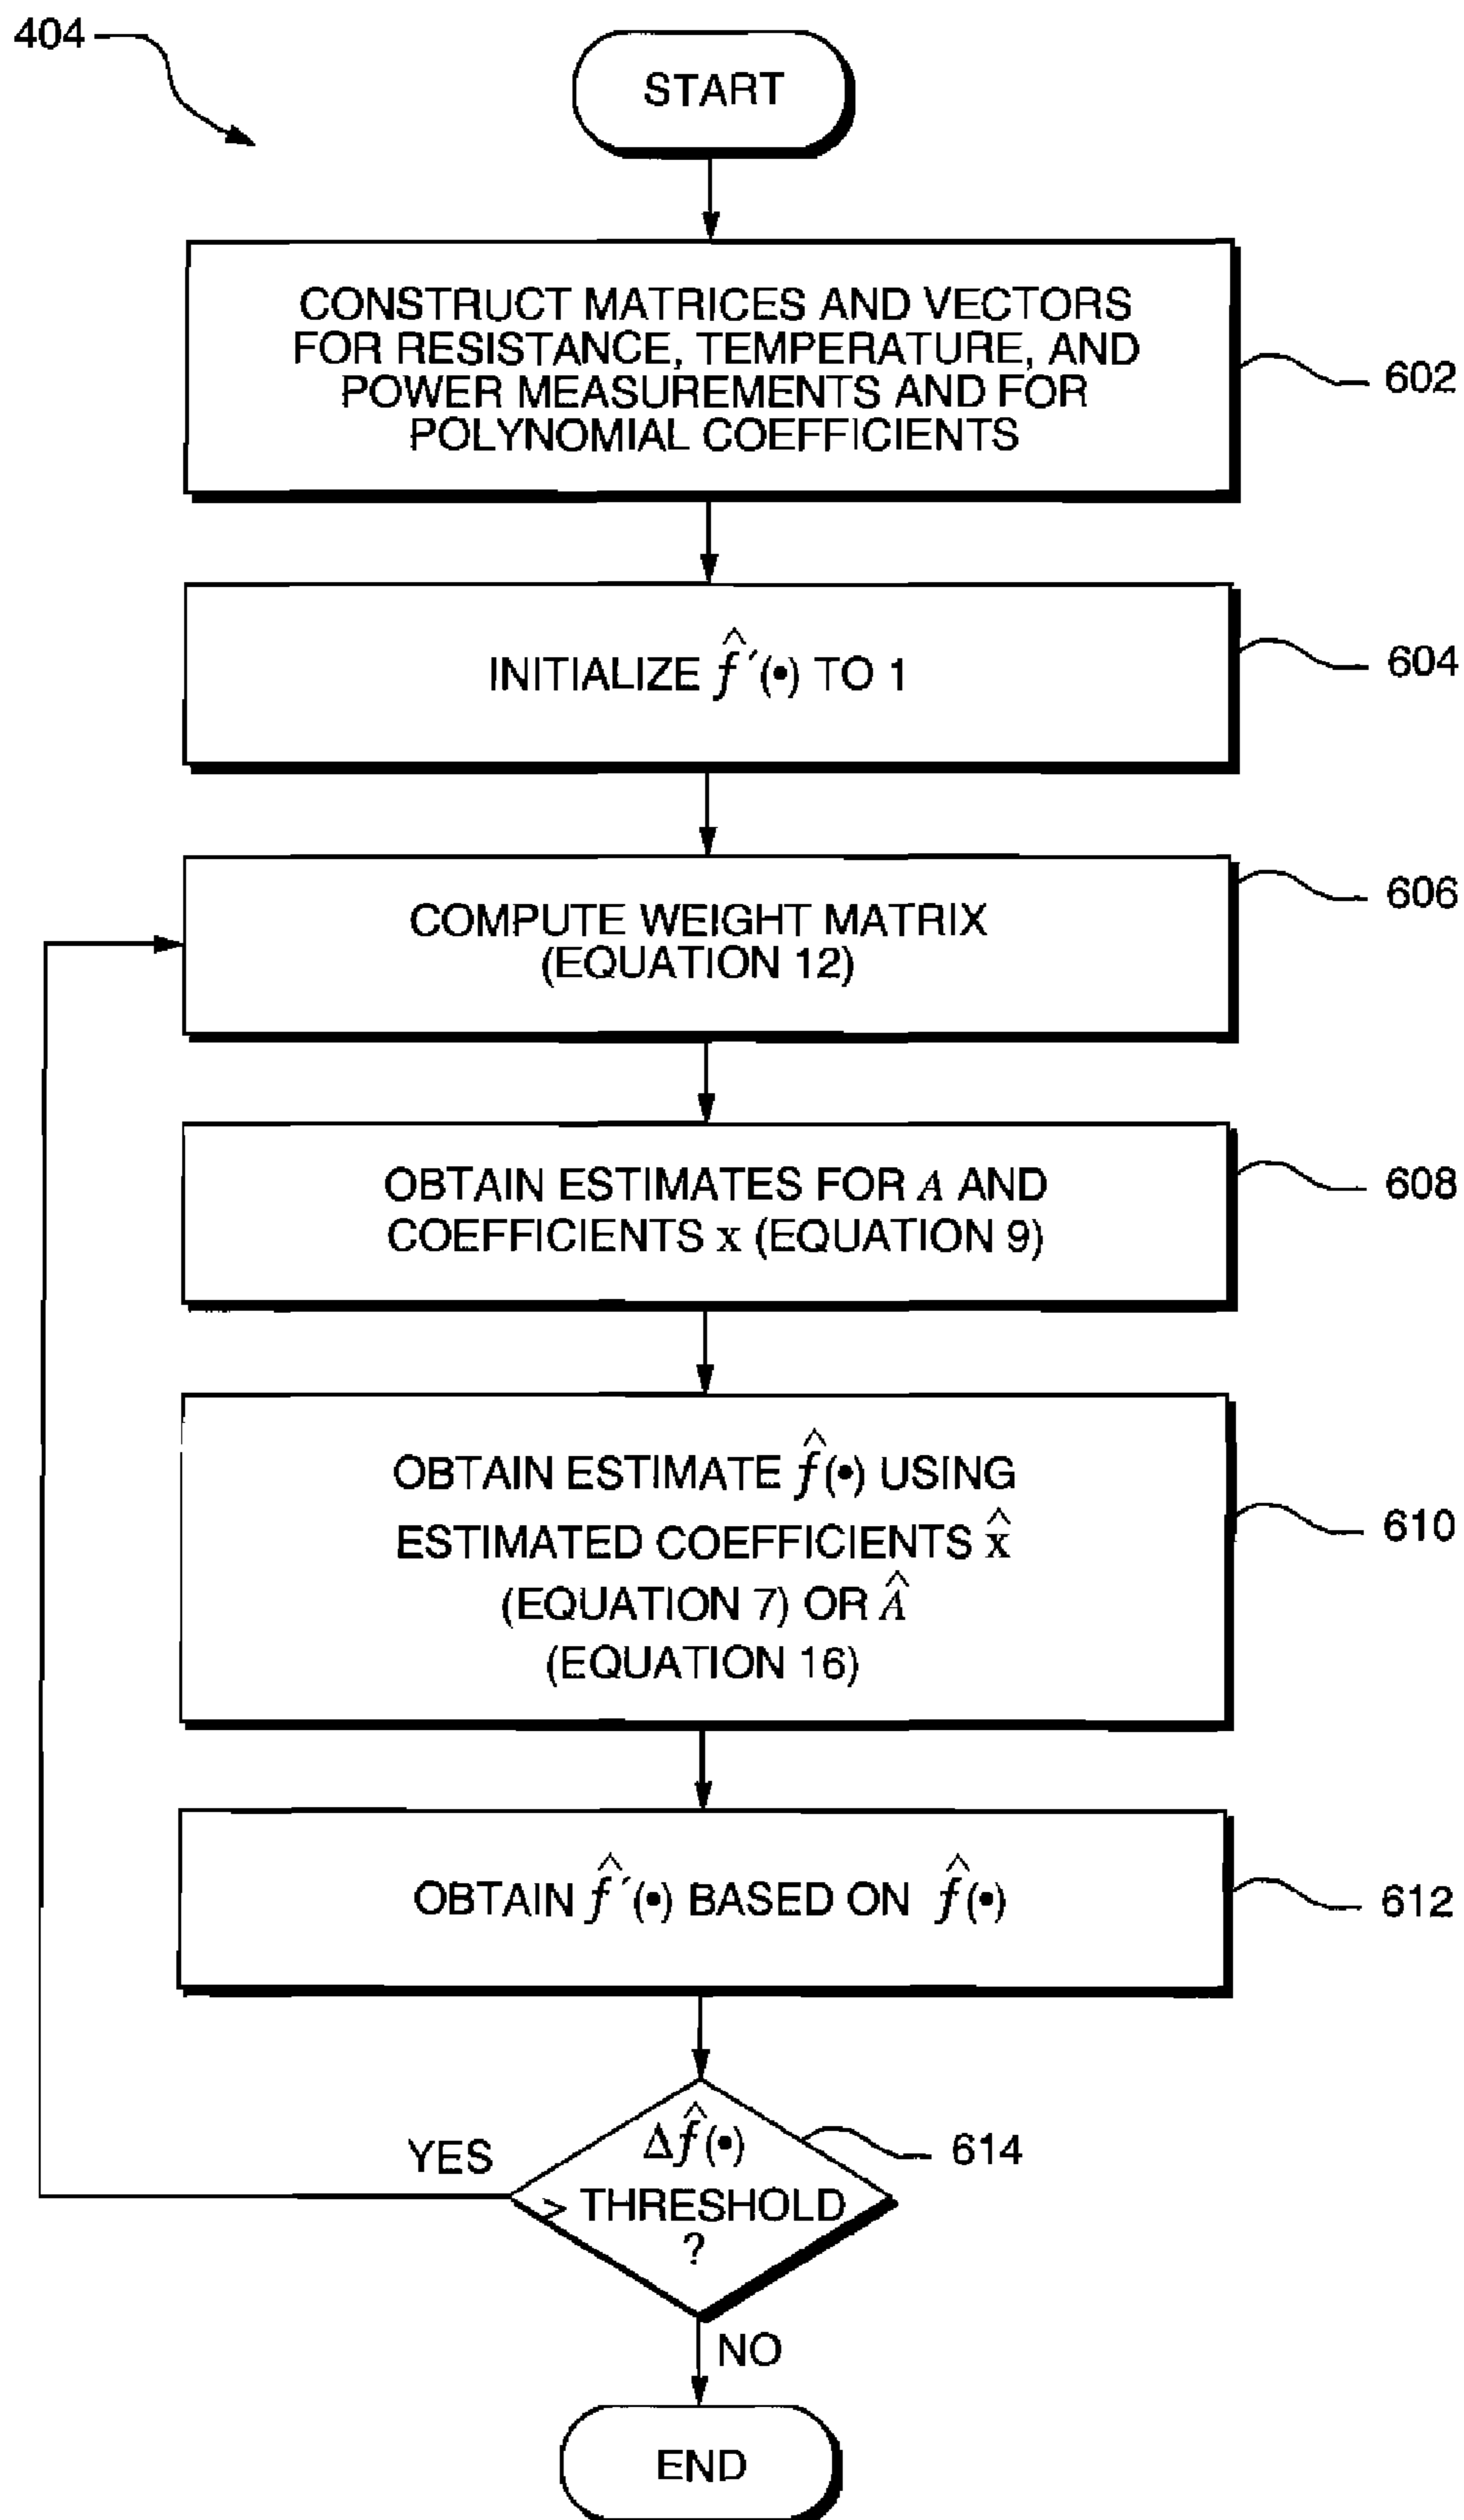 404
START
CONSTRUCT MATRICES AND VECTORS
FOR RESISTANCE, TEMPERATURE, AND
POWER MEASUREMENTS AND FOR
POLYNOMIAL COEFFICIENTS
602
INITIALIZE f̂ ′(•) TO 1
604
COMPUTE WEIGHT MATRIX
(EQUATION 12)
606
OBTAIN ESTIMATES FOR A AND
COEFFICIENTS x (EQUATION 9)
608
OBTAIN ESTIMATE f̂ (•) USING
ESTIMATED COEFFICIENTS x̂
(EQUATION 7) OR Â
(EQUATION 16)
610
OBTAIN f̂ ′(•) BASED ON f̂ (•)
612
Δf̂ (•)
> THRESHOLD
?
614
YES
NO
END